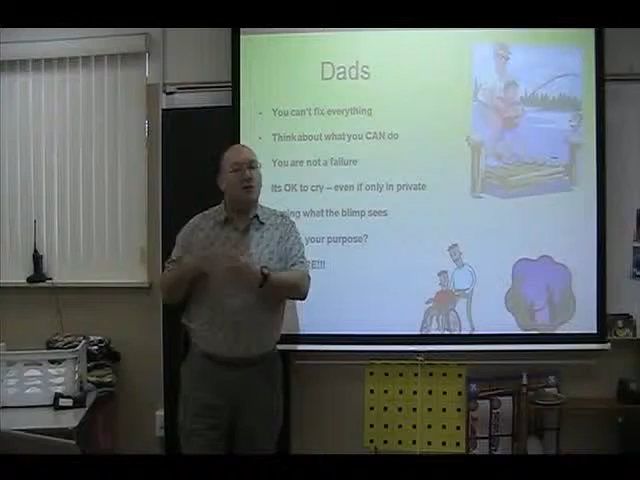 Dads
You can't fix everything
Think about what you CAN do
You are not a failure
Its OK to cry – even if only in private
what the blimp sees
your purpose?